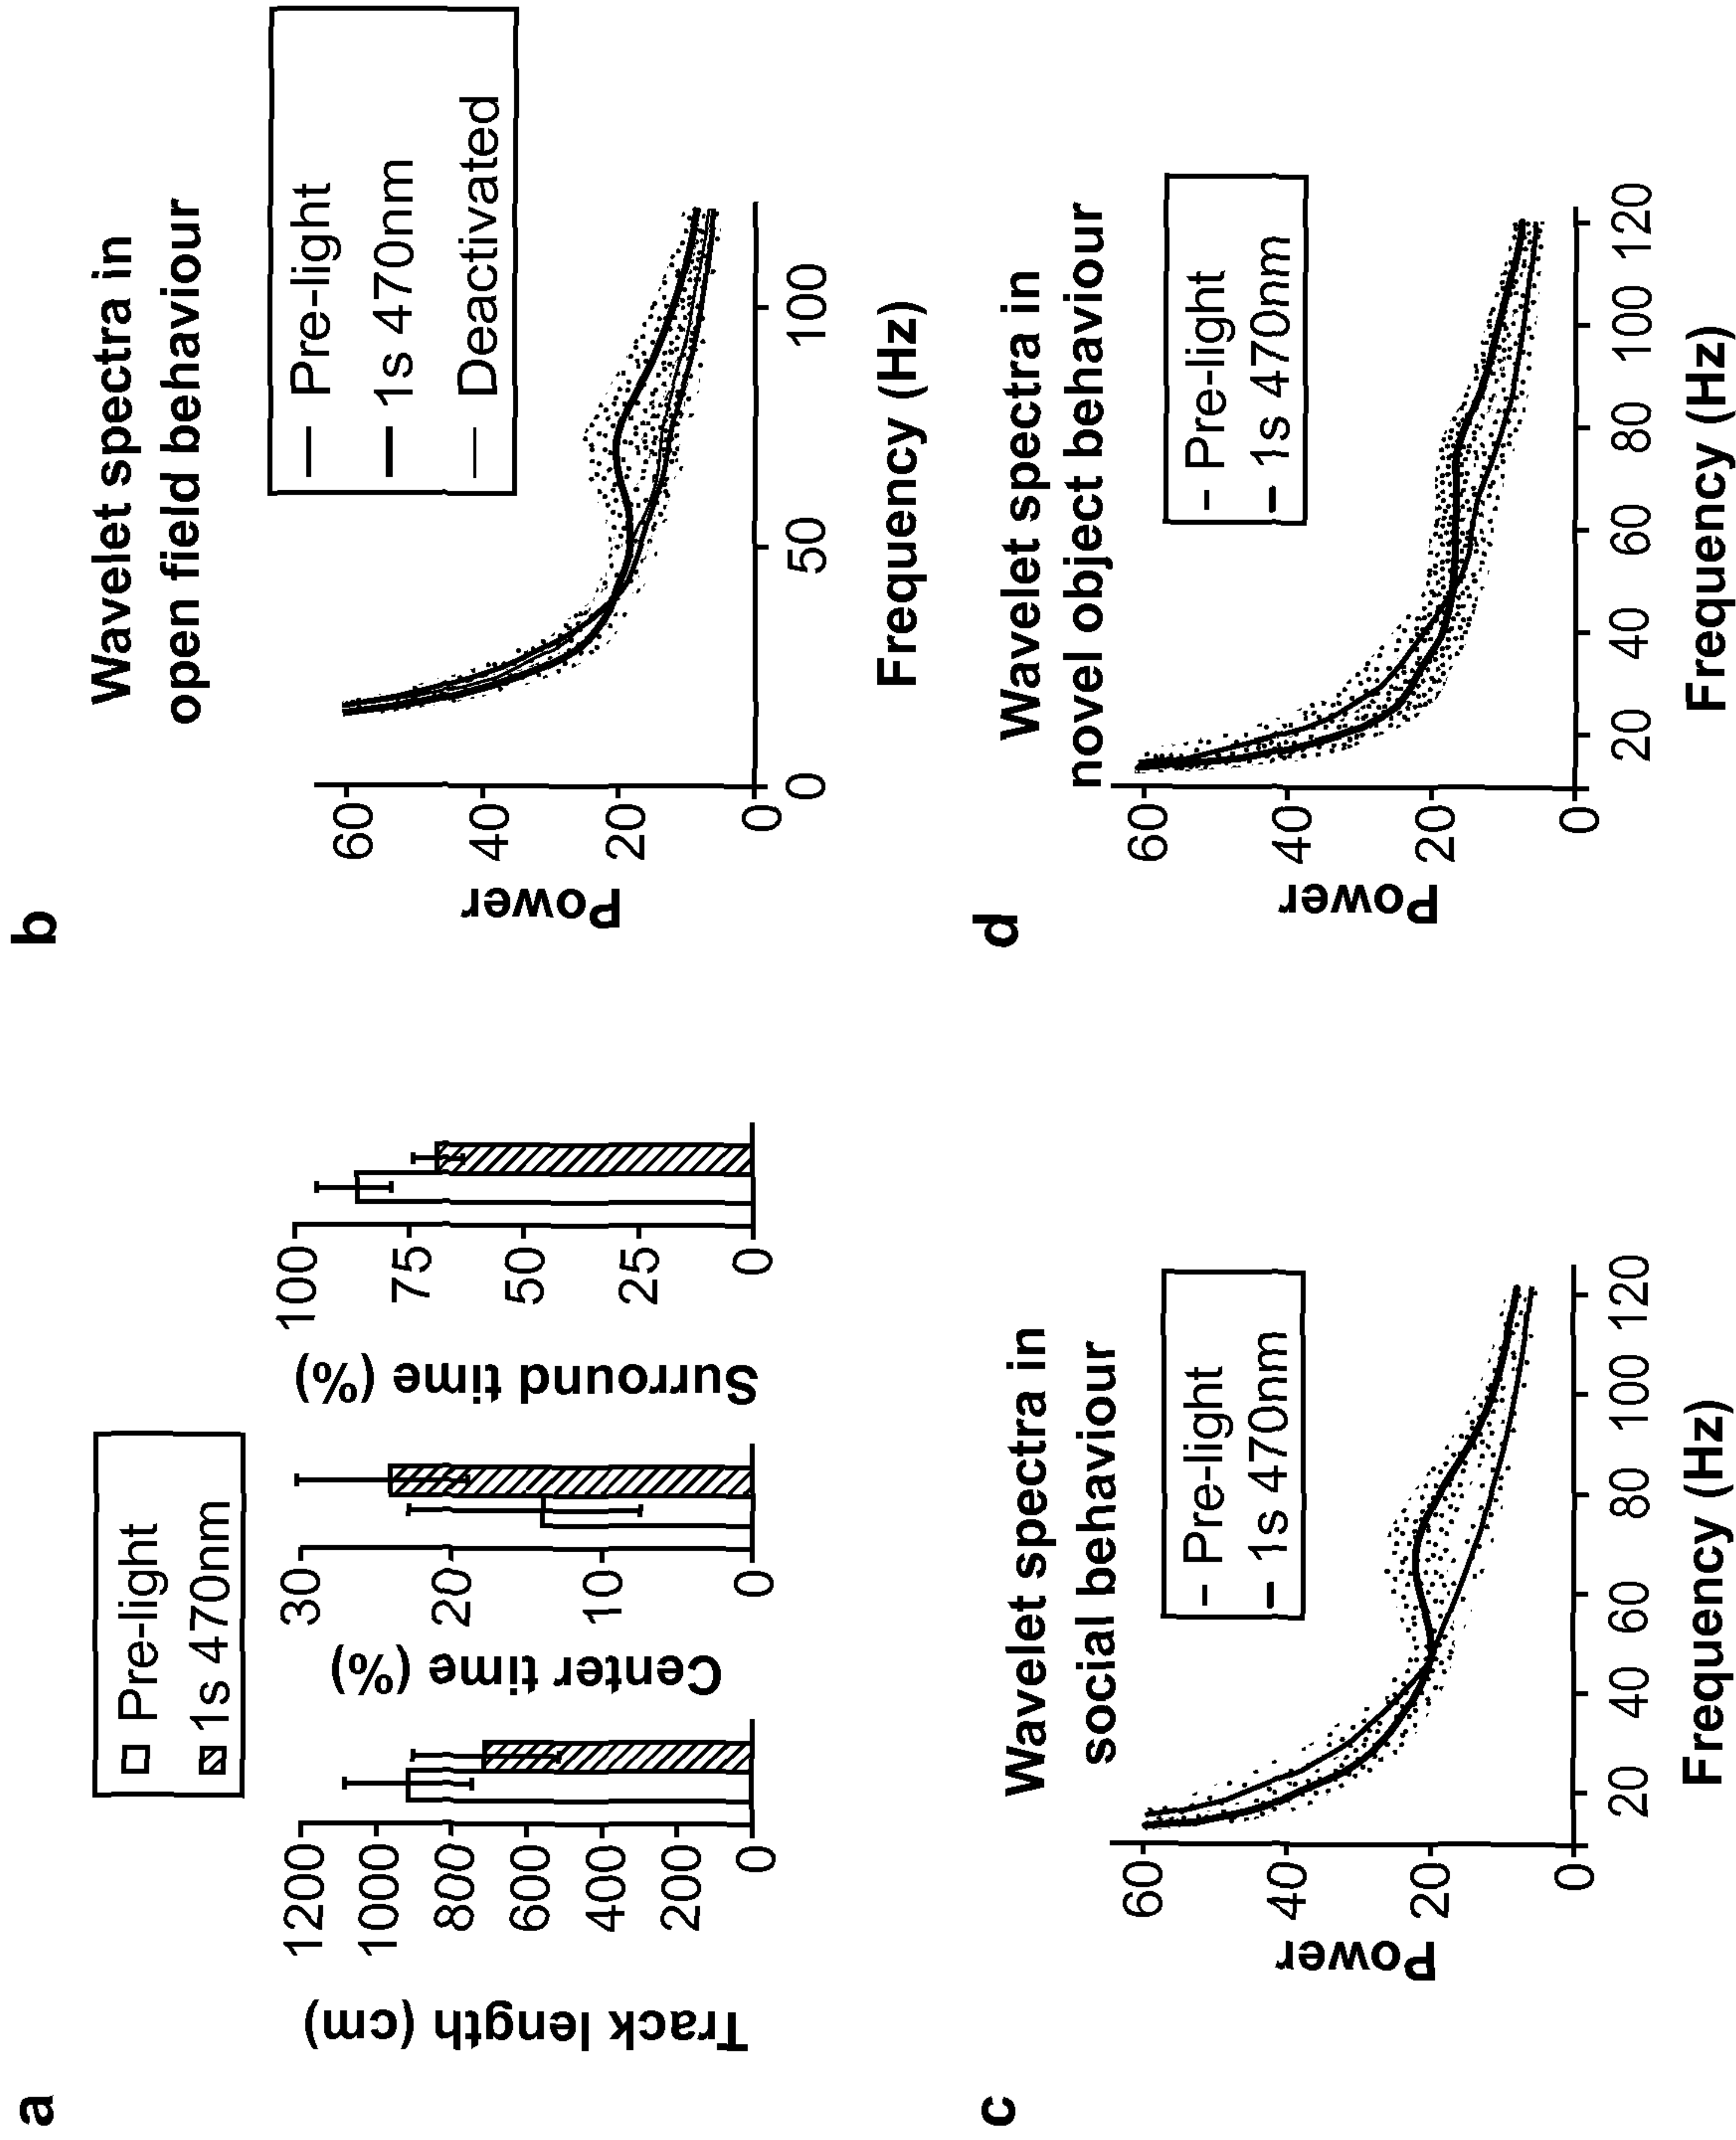 a
□ Pre-light
▨ 1s 470nm
Track length (cm)
1200
1000
800
600
400
200
0
Center time (%)
30
20
10
0
Surround time (%)
100
75
50
25
0
b
Wavelet spectra in
open field behaviour
Pre-light
1s 470nm
Deactivated
Power
60
40
20
0
0 50 100
Frequency (Hz)
c
Wavelet spectra in
social behaviour
Pre-light
1s 470nm
Power
60
40
20
0
20 40 60 80 100 120
Frequency (Hz)
d
Wavelet spectra in
novel object behaviour
Pre-light
1s 470nm
Power
60
40
20
0
20 40 60 80 100 120
Frequency (Hz)